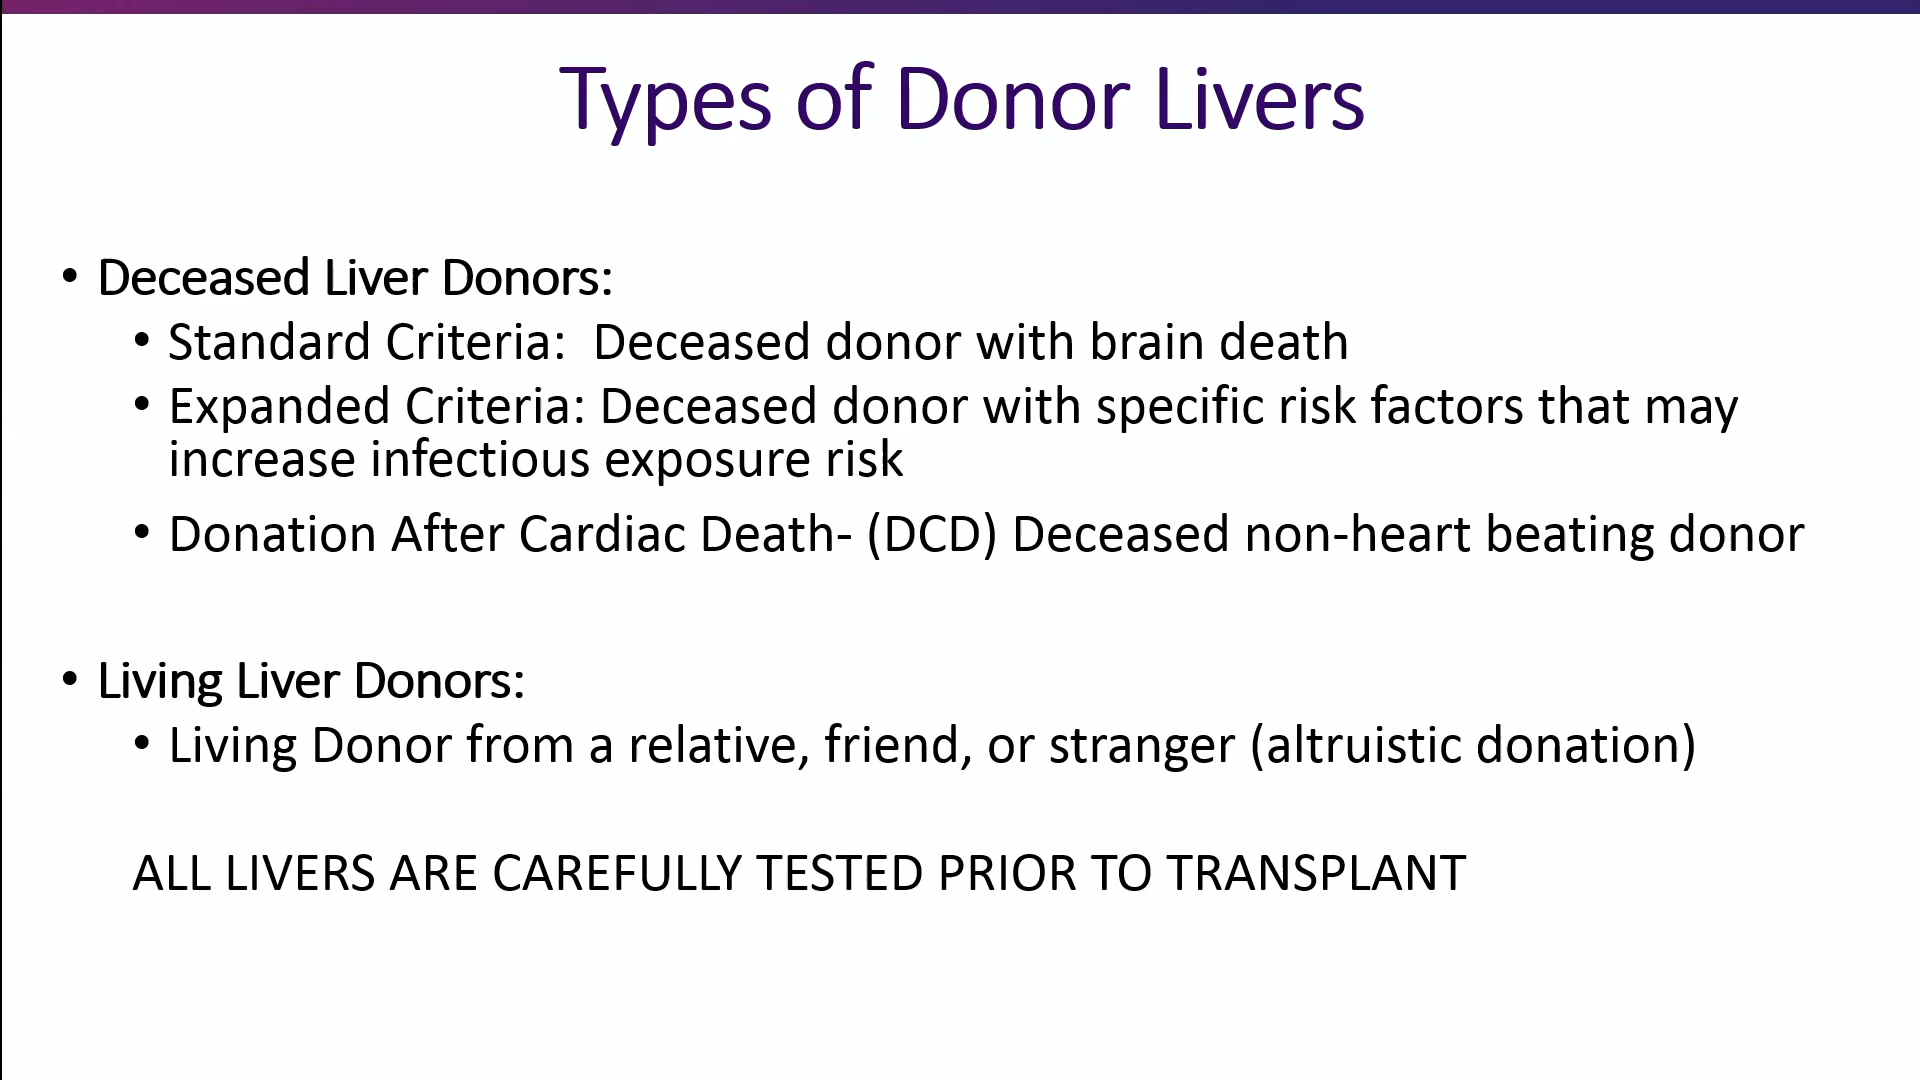 Types of Donor Livers
• Deceased Liver Donors:
• Standard Criteria:  Deceased donor with brain death
• Expanded Criteria: Deceased donor with specific risk factors that may
increase infectious exposure risk
• Donation After Cardiac Death- (DCD) Deceased non-heart beating donor
• Living Liver Donors:
• Living Donor from a relative, friend, or stranger (altruistic donation)
ALL LIVERS ARE CAREFULLY TESTED PRIOR TO TRANSPLANT